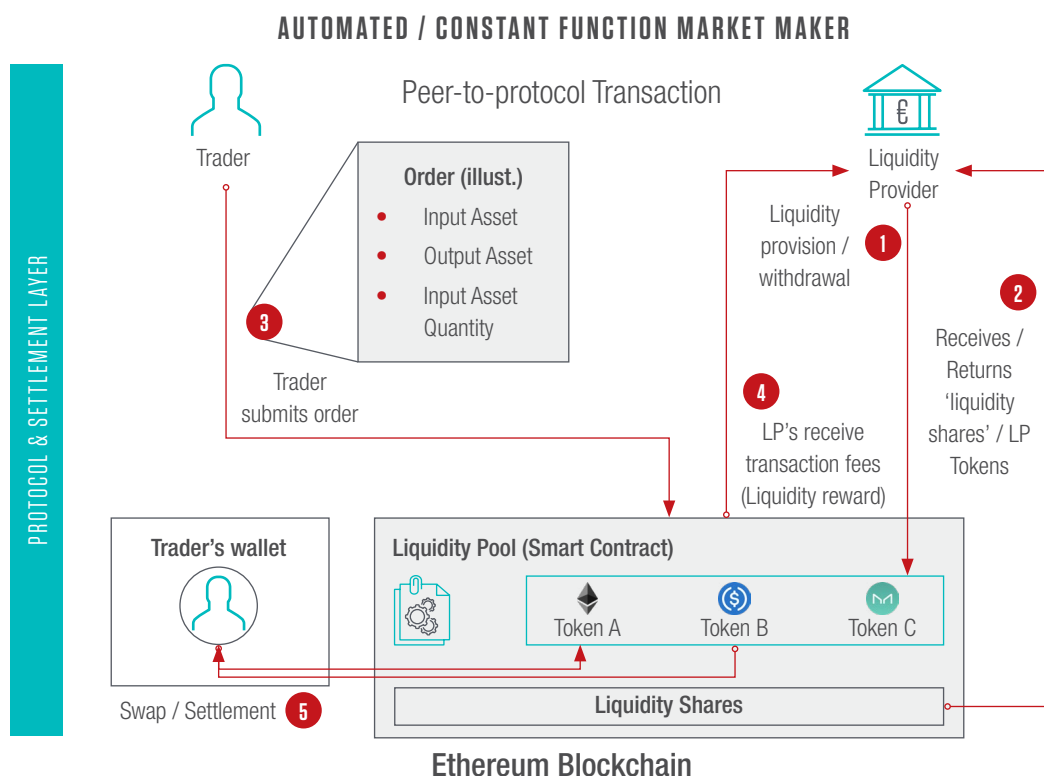 AUTOMATED / CONSTANT FUNCTION MARKET MAKER
Peer-to-protocol Transaction
PROTOCOL & SETTLEMENT LAYER
Trader
Order (illust.)
• Input Asset
• Output Asset
• Input Asset
Quantity
3
Trader
submits order
€
Liquidity
Provider
Liquidity
provision /
withdrawal
1
2
Receives /
Returns
‘liquidity
shares’ / LP
Tokens
4
LP’s receive
transaction fees
(Liquidity reward)
Trader’s wallet
Swap / Settlement 5
Liquidity Pool (Smart Contract)
$
Token A
Token B
Token C
Liquidity Shares
Ethereum Blockchain